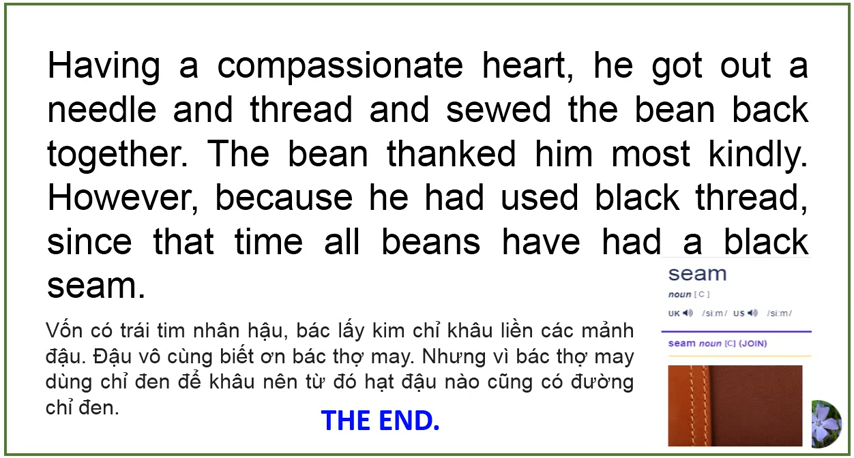 Having a compassionate heart, he got out a
needle and thread and sewed the bean back
together. The bean thanked him most kindly.
However, because he had used black thread,
since that time all beans have had a black
seam.
seam
noun [ C ]
UK /siːm/ US /siːm/
seam noun [C] (JOIN)
Vốn có trái tim nhân hậu, bác lấy kim chỉ khâu liền các mảnh
đậu. Đậu vô cùng biết ơn bác thợ may. Nhưng vì bác thợ may
dùng chỉ đen để khâu nên từ đó hạt đậu nào cũng có đường
chỉ đen.
THE END.